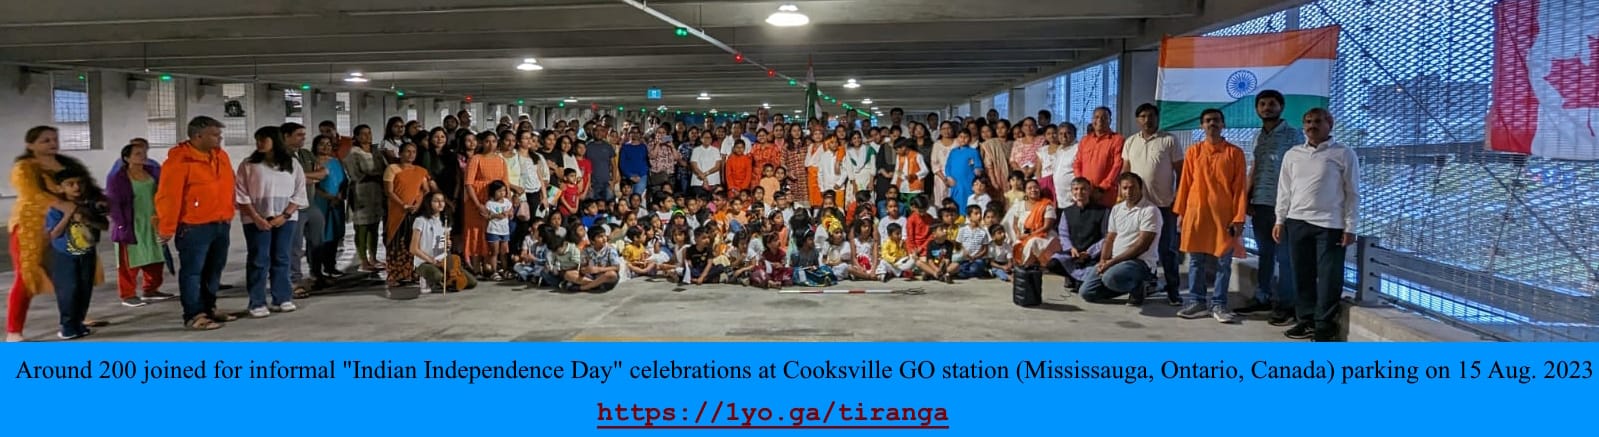 Around 200 joined for informal "Indian Independence Day" celebrations at Cooksville GO station (Mississauga, Ontario, Canada) parking on 15 Aug. 2023
https://1yo.ga/tiranga